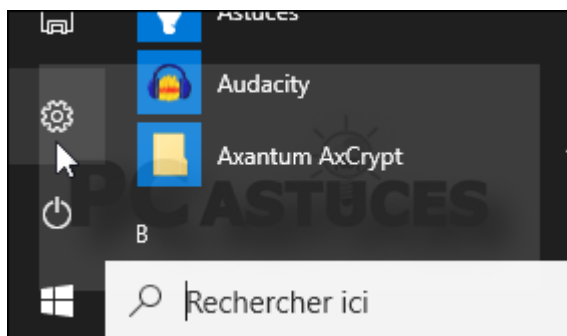 Astuces
Audacity
Axantum AxCrypt
PC ASTUCES
B
Rechercher ici